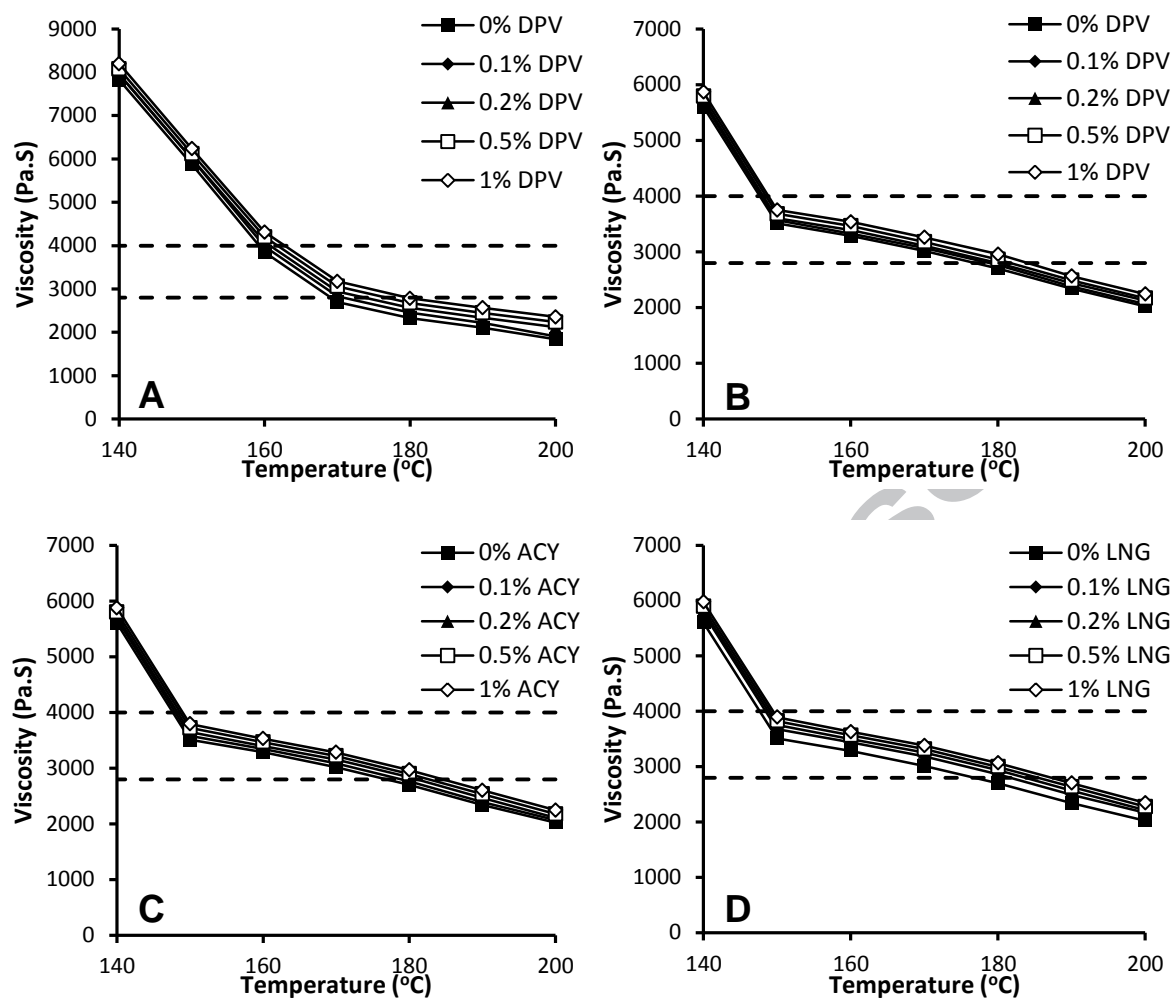 9000
8000
7000
6000
5000
4000
3000
2000
1000
0
Viscosity (Pa.S)
140
160
180
200
Temperature (oC)
0% DPV
0.1% DPV
0.2% DPV
0.5% DPV
1% DPV
A
7000
6000
5000
4000
3000
2000
1000
0
Viscosity (Pa.S)
140
160
180
200
Temperature (oC)
0% DPV
0.1% DPV
0.2% DPV
0.5% DPV
1% DPV
B
7000
6000
5000
4000
3000
2000
1000
0
Viscosity (Pa.S)
140
160
180
200
Temperature (oC)
0% ACY
0.1% ACY
0.2% ACY
0.5% ACY
1% ACY
C
7000
6000
5000
4000
3000
2000
1000
0
Viscosity (Pa.S)
140
160
180
200
Temperature (oC)
0% LNG
0.1% LNG
0.2% LNG
0.5% LNG
1% LNG
D